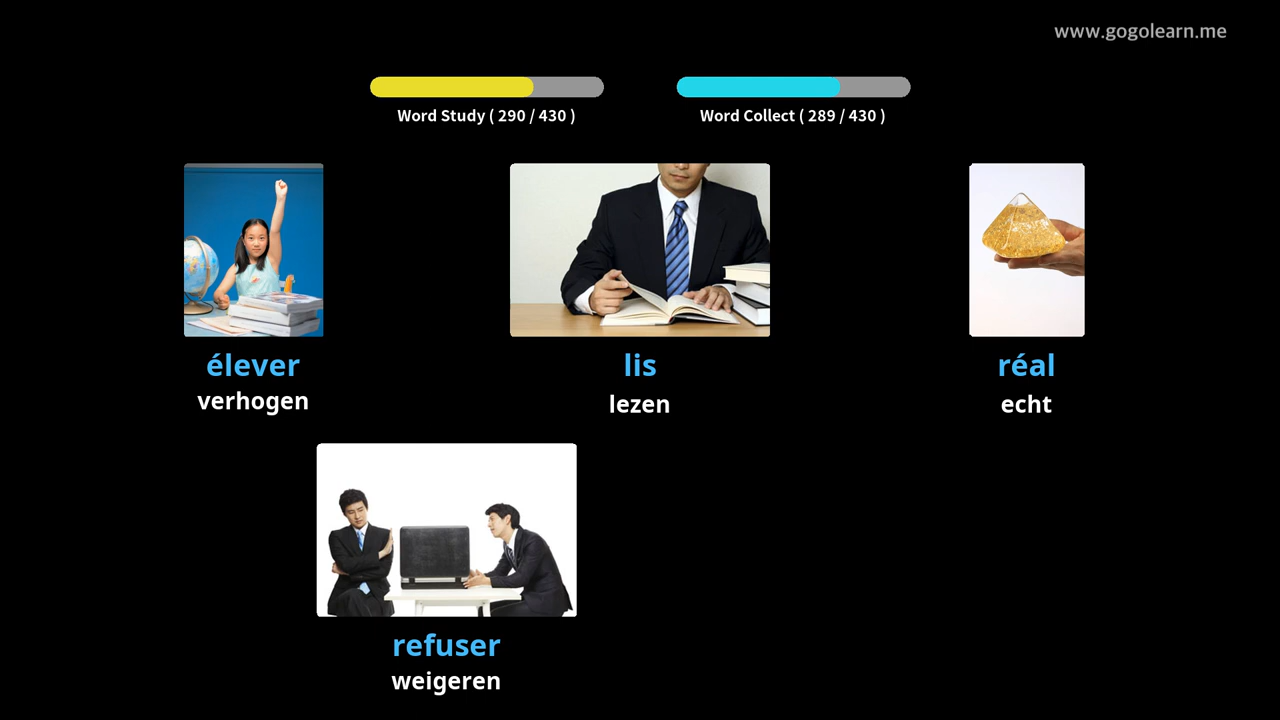 www.gogolearn.me
Word Study ( 290 / 430 )
Word Collect ( 289 / 430 )
élever
verhogen
lis
lezen
réal
echt
refuser
weigeren